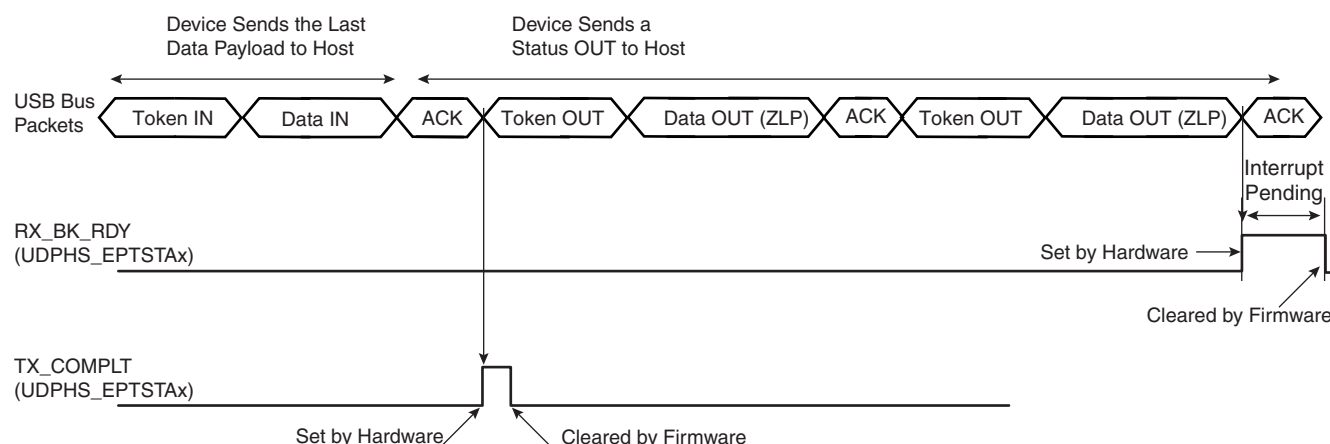 Device Sends the Last
Data Payload to Host
Device Sends a
Status OUT to Host
USB Bus
Packets
Token IN
Data IN
ACK
Token OUT
Data OUT (ZLP)
ACK
Token OUT
Data OUT (ZLP)
ACK
Interrupt
Pending
RX_BK_RDY
(UDPHS_EPTSTAx)
Set by Hardware
Cleared by Firmware
TX_COMPLT
(UDPHS_EPTSTAx)
Set by Hardware
Cleared by Firmware